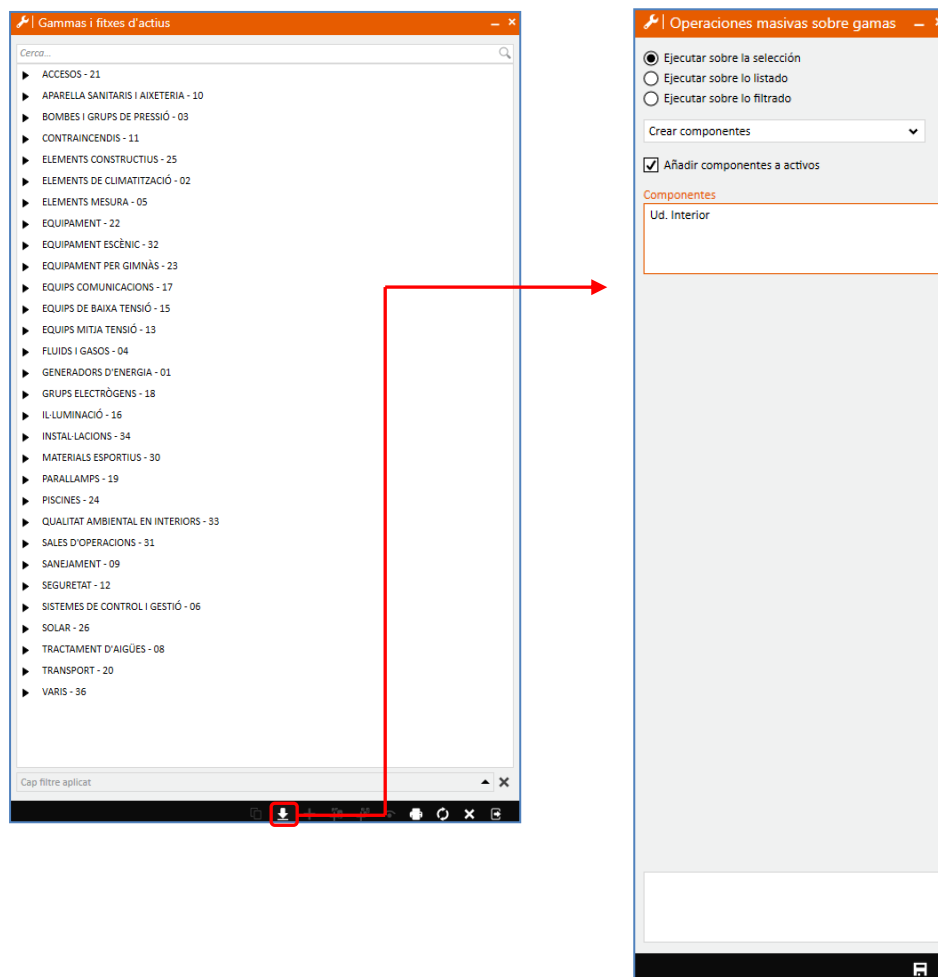 Gammas i fitxes d'actius
Cerca...
ACCESOS - 21
APARELLA SANITARIS I AIXETERIA - 10
BOMBES I GRUPS DE PRESSIÓ - 03
CONTRAINCENDIS - 11
ELEMENTS CONSTRUCTIUS - 25
ELEMENTS DE CLIMATITZACIÓ - 02
ELEMENTS MESURA - 05
EQUIPAMENT - 22
EQUIPAMENT ESCÈNIC - 32
EQUIPAMENT PER GIMNÀS - 23
EQUIPS COMUNICACIONS - 17
EQUIPS DE BAIXA TENSIÓ - 15
EQUIPS MITJA TENSIÓ - 13
FLUIDS I GASOS - 04
GENERADORS D'ENERGIA - 01
GRUPS ELECTRÒGENS - 18
IL·LUMINACIÓ - 16
INSTAL·LACIONS - 34
MATERIALS ESPORTIUS - 30
PARALLAMPS - 19
PISCINES - 24
QUALITAT AMBIENTAL EN INTERIORS - 33
SALES D'OPERACIONS - 31
SANEJAMENT - 09
SEGURETAT - 12
SISTEMES DE CONTROL I GESTIÓ - 06
SOLAR - 26
TRACTAMENT D'AIGÜES - 08
TRANSPORT - 20
VARIS - 36
Cap filtre aplicat
Operaciones masivas sobre gamas
Ejecutar sobre la selección
Ejecutar sobre lo listado
Ejecutar sobre lo filtrado
Crear componentes
Añadir componentes a activos
Componentes
Ud. Interior